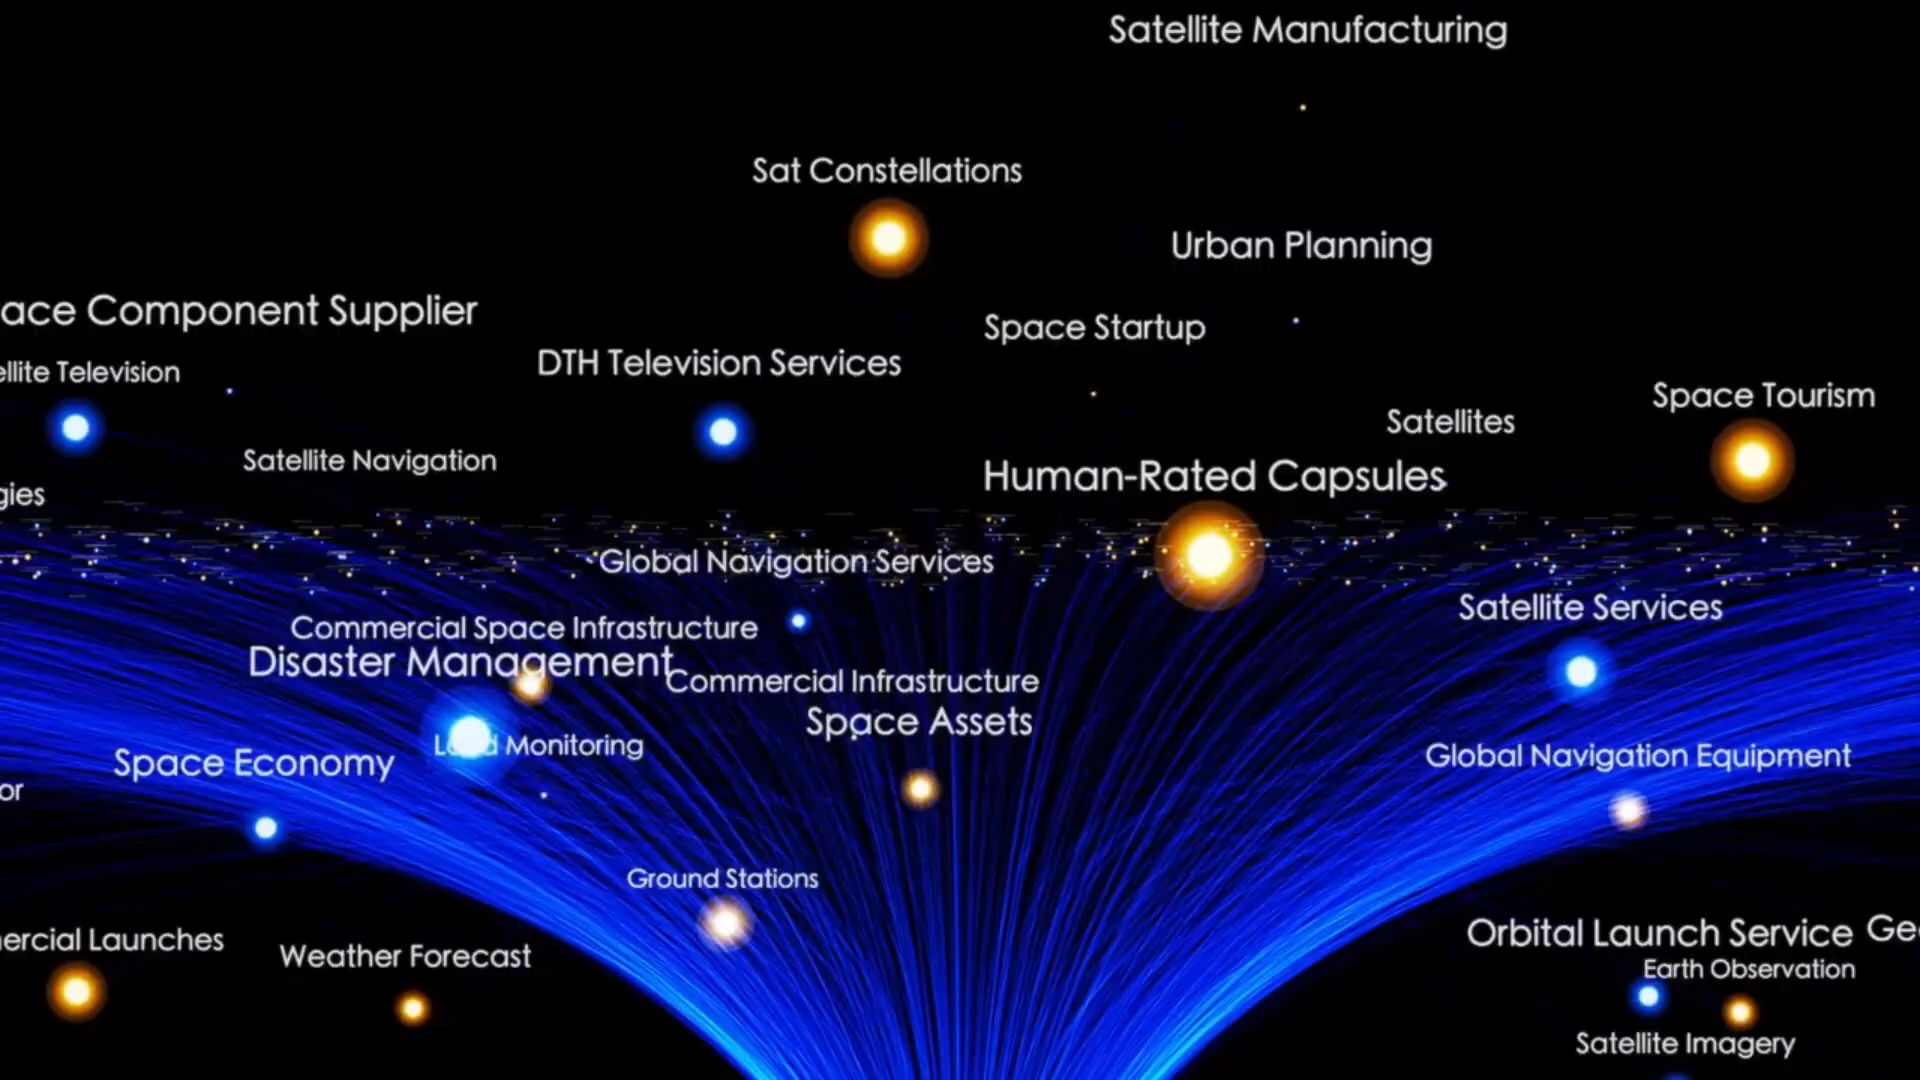 Satellite Manufacturing
Sat Constellations
Urban Planning
ace Component Supplier
Space Startup
DTH Television Services
ellite Television
Space Tourism
Satellites
Satellite Navigation
Human-Rated Capsules
gies
Global Navigation Services
Satellite Services
Commercial Space Infrastructure
Disaster Management
Commercial Infrastructure
Space Assets
Monitoring
Global Navigation Equipment
Space Economy
or
Ground Stations
Orbital Launch Service
Ge
ercial Launches
Weather Forecast
Earth Observation
Satellite Imagery